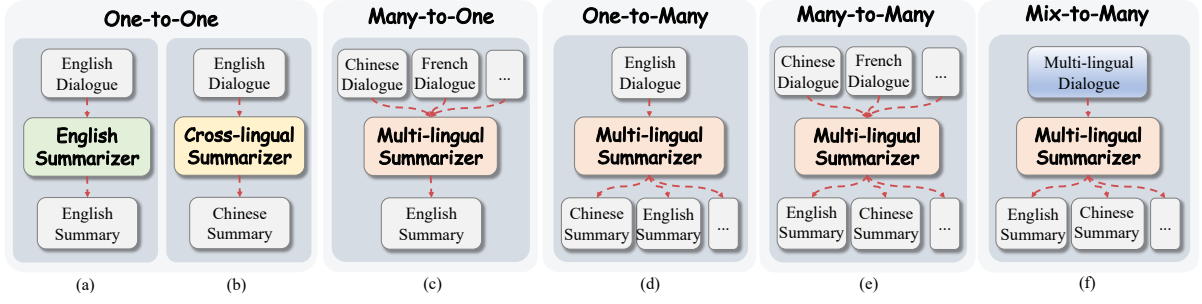 One-to-One
English
Dialogue
English
Summarizer
English
Summary
(a)
English
Dialogue
Cross-lingual
Summarizer
Chinese
Summary
(b)
Many-to-One
Chinese
Dialogue
French
Dialogue
...
Multi-lingual
Summarizer
English
Summary
(c)
One-to-Many
English
Dialogue
Multi-lingual
Summarizer
Chinese
Summary
English
Summary
...
(d)
Many-to-Many
Chinese
Dialogue
French
Dialogue
...
Multi-lingual
Summarizer
English
Summary
Chinese
Summary
...
(e)
Mix-to-Many
Multi-lingual
Dialogue
Multi-lingual
Summarizer
English
Summary
Chinese
Summary
...
(f)